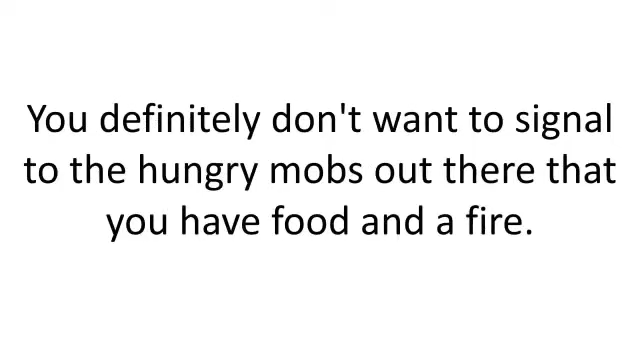 You definitely don't want to signal
to the hungry mobs out there that
you have food and a fire.